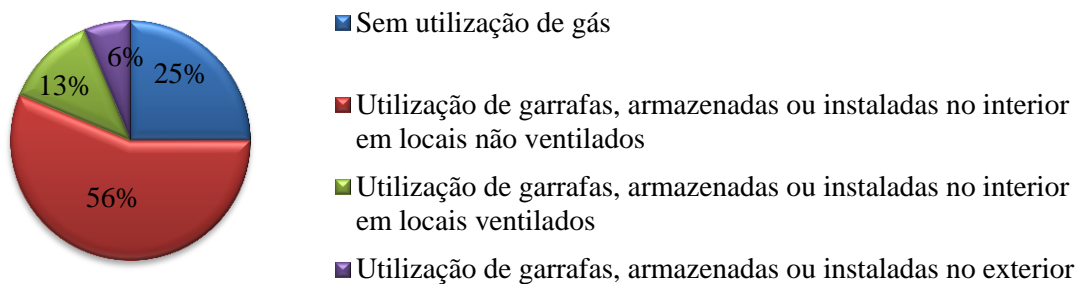 Sem utilização de gás
6%
25%
13%
Utilização de garrafas, armazenadas ou instaladas no interior
em locais não ventilados
Utilização de garrafas, armazenadas ou instaladas no interior
em locais ventilados
56%
Utilização de garrafas, armazenadas ou instaladas no exterior